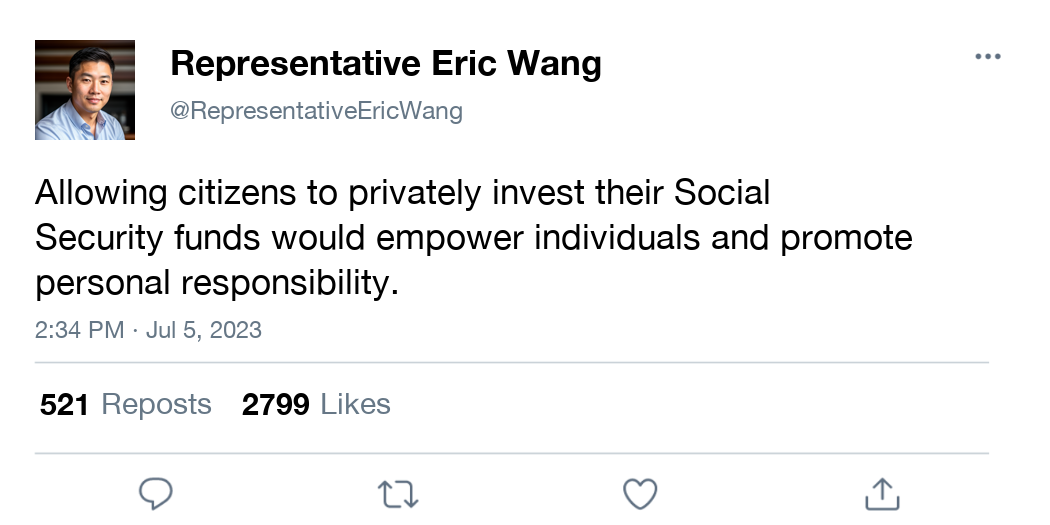 Representative Eric Wang
@RepresentativeEricWang
Allowing citizens to privately invest their Social
Security funds would empower individuals and promote
personal responsibility.
2:34 PM · Jul 5, 2023
521 Reposts 2799 Likes